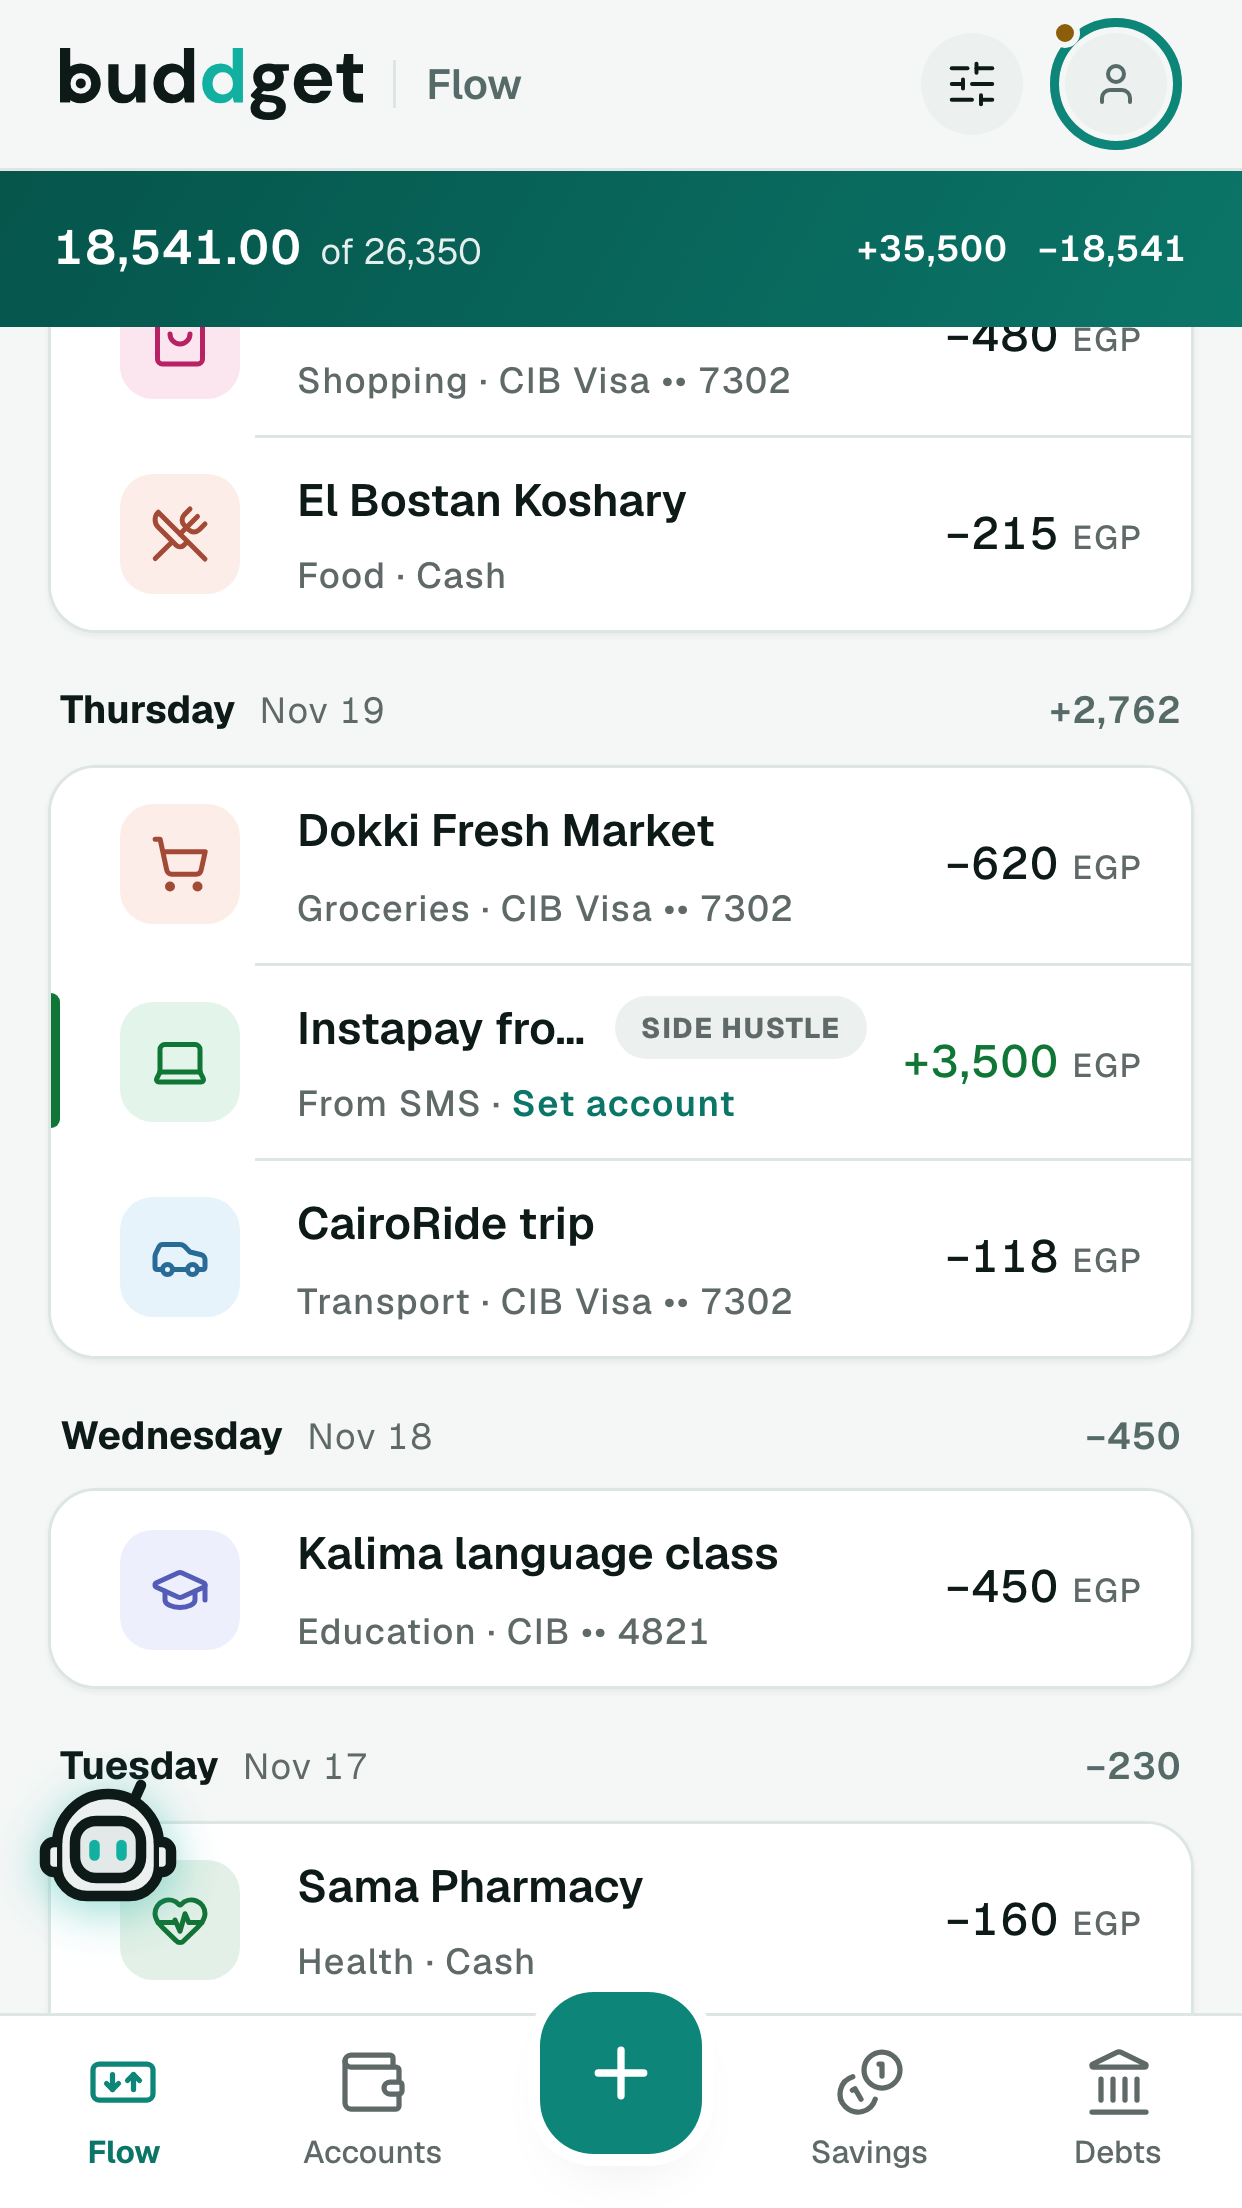 buddget Flow
18,541.00 of 26,350 +35,500 −18,541
−480 EGP
Shopping · CIB Visa •• 7302
El Bostan Koshary
−215 EGP
Food · Cash
Thursday Nov 19 +2,762
Dokki Fresh Market
−620 EGP
Groceries · CIB Visa •• 7302
Instapay fro... SIDE HUSTLE
+3,500 EGP
From SMS · Set account
CairoRide trip
−118 EGP
Transport · CIB Visa •• 7302
Wednesday Nov 18 −450
Kalima language class
−450 EGP
Education · CIB •• 4821
Tuesday Nov 17 −230
Sama Pharmacy
−160 EGP
Health · Cash
Flow Accounts Savings Debts